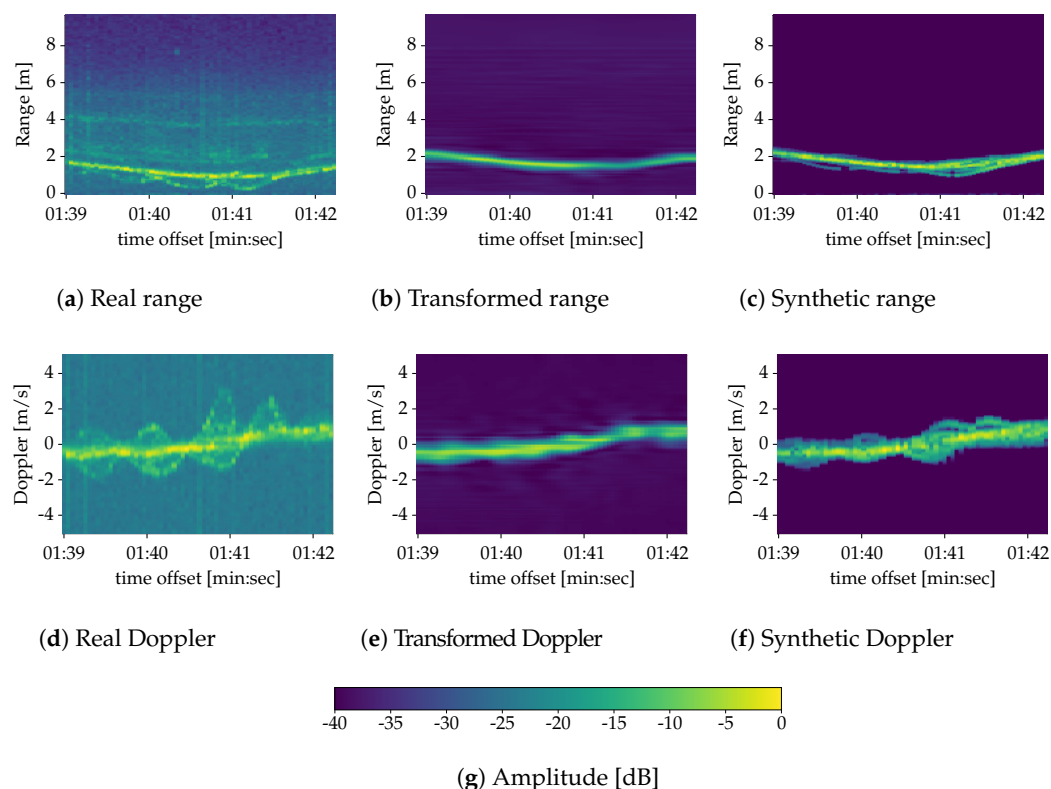 Range [m]
8
6
4
2
0
01:39 01:40 01:41 01:42
time offset [min:sec]
(a) Real range
Range [m]
8
6
4
2
0
01:39 01:40 01:41 01:42
time offset [min:sec]
(b) Transformed range
Range [m]
8
6
4
2
0
01:39 01:40 01:41 01:42
time offset [min:sec]
(c) Synthetic range
Doppler [m/s]
4
2
0
-2
-4
01:39 01:40 01:41 01:42
time offset [min:sec]
(d) Real Doppler
Doppler [m/s]
4
2
0
-2
-4
01:39 01:40 01:41 01:42
time offset [min:sec]
(e) Transformed Doppler
Doppler [m/s]
4
2
0
-2
-4
01:39 01:40 01:41 01:42
time offset [min:sec]
(f) Synthetic Doppler
-40 -35 -30 -25 -20 -15 -10 -5 0
(g) Amplitude [dB]